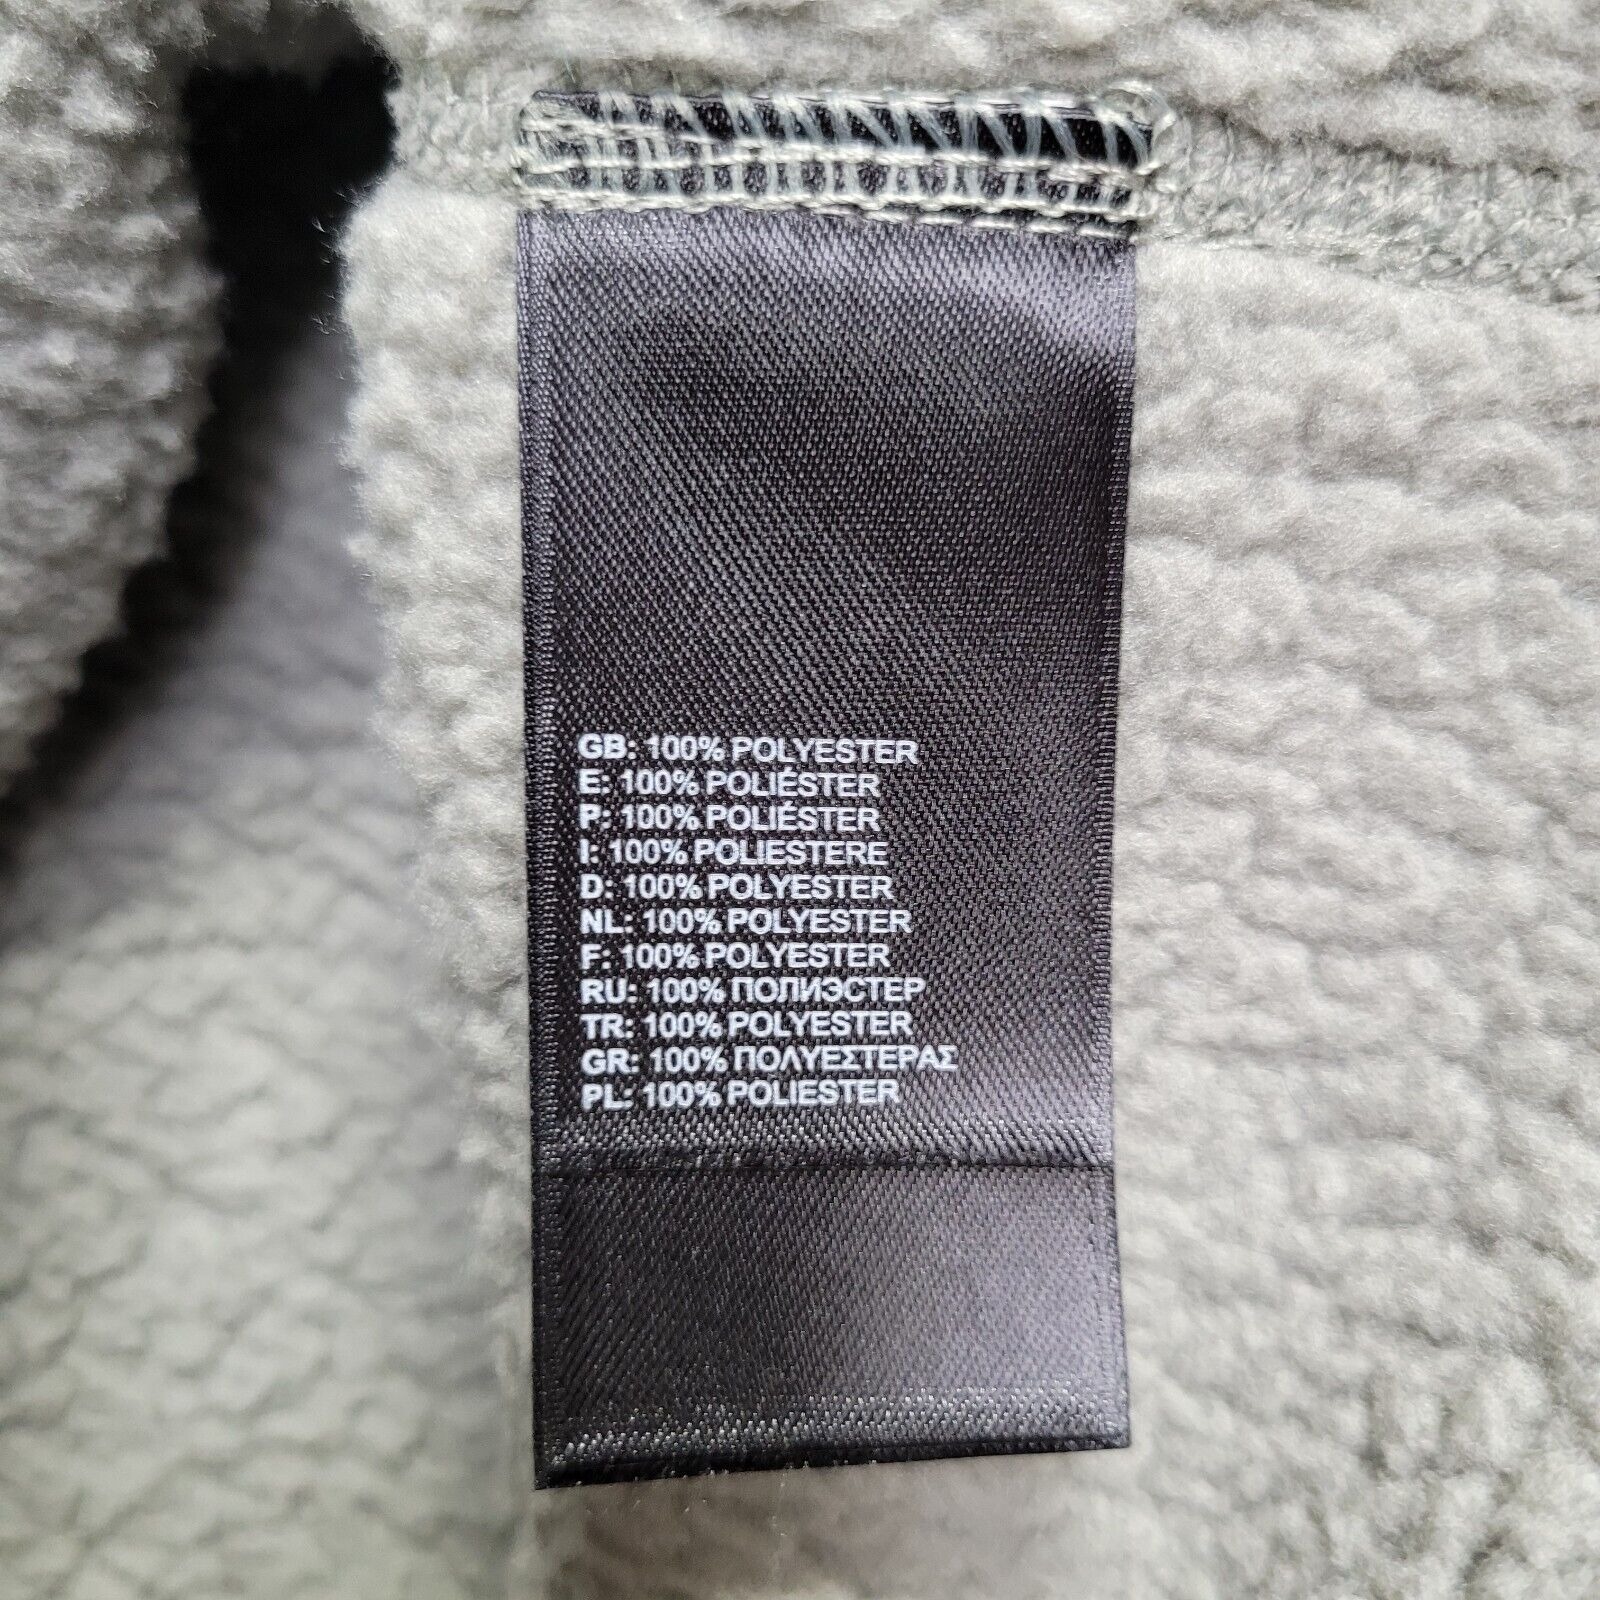 GB: 100% POLYESTER
E: 100% POLIÉSTER
P: 100% POLIÉSTER
I: 100% POLIESTERE
D: 100% POLYESTER
NL: 100% POLYESTER
F: 100% POLYESTER
RU: 100% ПОЛИЭСТЕР
TR: 100% POLYESTER
GR: 100% ΠΟΛΥΕΣΤΕΡΑΣ
PL: 100% POLIESTER